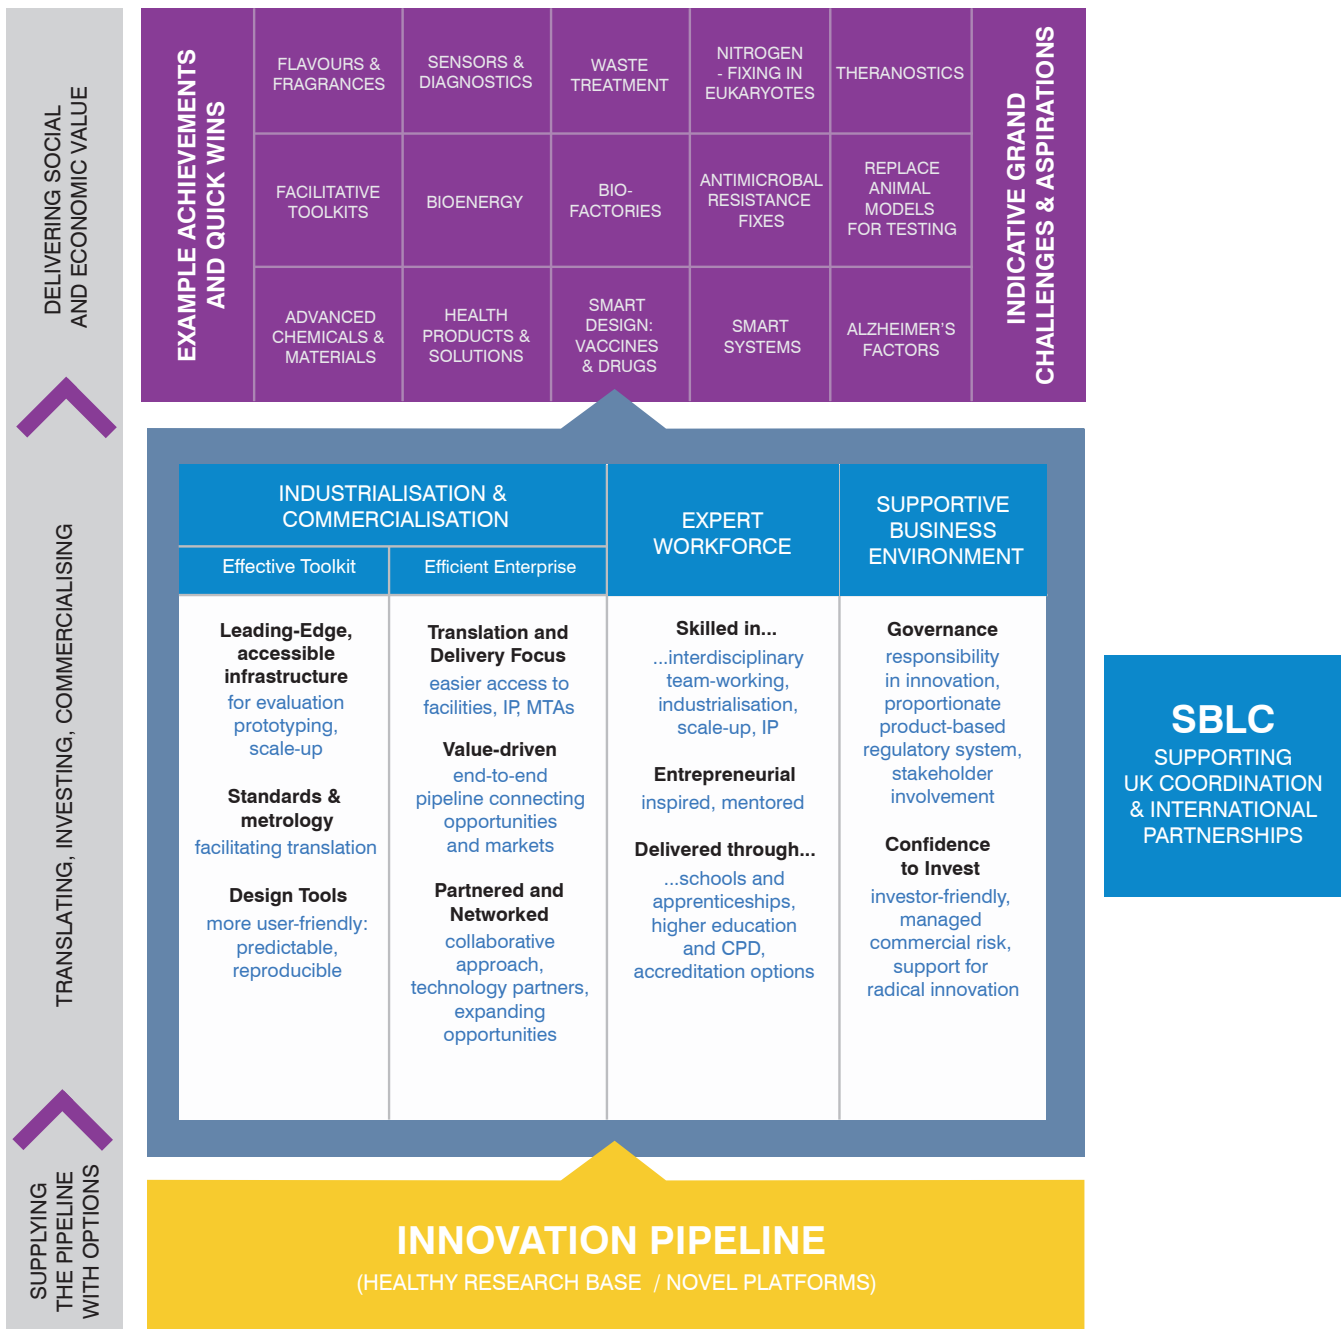 DELIVERING SOCIAL
AND ECONOMIC VALUE
TRANSLATING, INVESTING, COMMERCIALISING
SUPPLYING
THE PIPELINE
WITH OPTIONS
EXAMPLE ACHIEVEMENTS
AND QUICK WINS
FLAVOURS &
FRAGRANCES
SENSORS &
DIAGNOSTICS
WASTE
TREATMENT
NITROGEN
- FIXING IN
EUKARYOTES
THERANOSTICS
FACILITATIVE
TOOLKITS
BIOENERGY
BIO-
FACTORIES
ANTIMICROBAL
RESISTANCE
FIXES
REPLACE
ANIMAL
MODELS
FOR TESTING
ADVANCED
CHEMICALS &
MATERIALS
HEALTH
PRODUCTS &
SOLUTIONS
SMART
DESIGN:
VACCINES
& DRUGS
SMART
SYSTEMS
ALZHEIMER'S
FACTORS
INDICATIVE GRAND
CHALLENGES & ASPIRATIONS
INDUSTRIALISATION &
COMMERCIALISATION
Effective Toolkit
Efficient Enterprise
EXPERT
WORKFORCE
SUPPORTIVE
BUSINESS
ENVIRONMENT
Leading-Edge,
accessible
infrastructure
for evaluation
prototyping,
scale-up
Standards &
metrology
facilitating translation
Design Tools
more user-friendly:
predictable,
reproducible
Translation and
Delivery Focus
easier access to
facilities, IP, MTAs
Value-driven
end-to-end
pipeline connecting
opportunities
and markets
Partnered and
Networked
collaborative
approach,
technology partners,
expanding
opportunities
Skilled in...
...interdisciplinary
team-working,
industrialisation,
scale-up, IP
Entrepreneurial
inspired, mentored
Delivered through...
...schools and
apprenticeships,
higher education
and CPD,
accreditation options
Governance
responsibility
in innovation,
proportionate
product-based
regulatory system,
stakeholder
involvement
Confidence
to Invest
investor-friendly,
managed
commercial risk,
support for
radical innovation
SBLC
SUPPORTING
UK COORDINATION
& INTERNATIONAL
PARTNERSHIPS
INNOVATION PIPELINE
(HEALTHY RESEARCH BASE / NOVEL PLATFORMS)